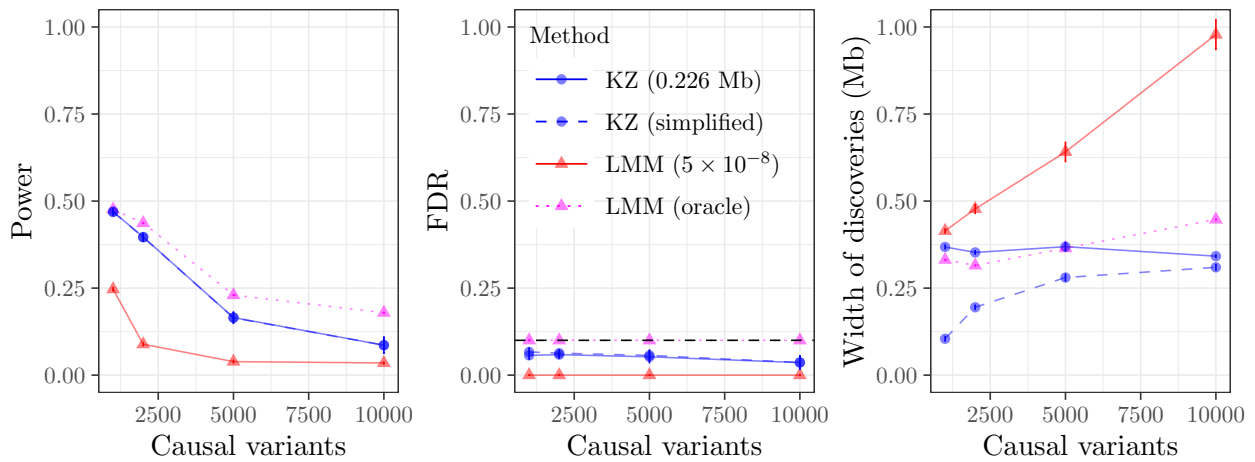 Power
1.00
0.75
0.50
0.25
0.00
2500 5000 7500 10000
Causal variants
FDR
1.00
0.75
0.50
0.25
0.00
Method
KZ (0.226 Mb)
KZ (simplified)
LMM (5 × 10⁻⁸)
LMM (oracle)
2500 5000 7500 10000
Causal variants
Width of discoveries (Mb)
1.00
0.75
0.50
0.25
0.00
2500 5000 7500 10000
Causal variants